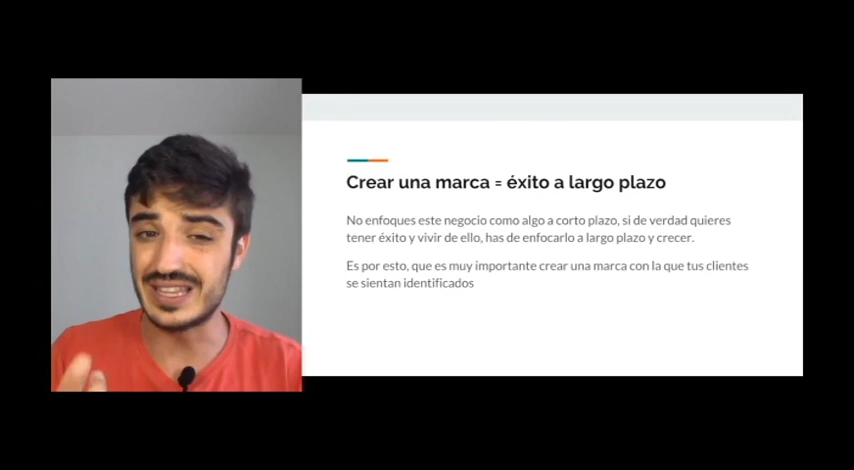 Crear una marca = éxito a largo plazo
No enfoques este negocio como algo a corto plazo, si de verdad quieres
tener éxito y vivir de ello, has de enfocarlo a largo plazo y crecer.
Es por esto, que es muy importante crear una marca con la que tus clientes
se sientan identificados